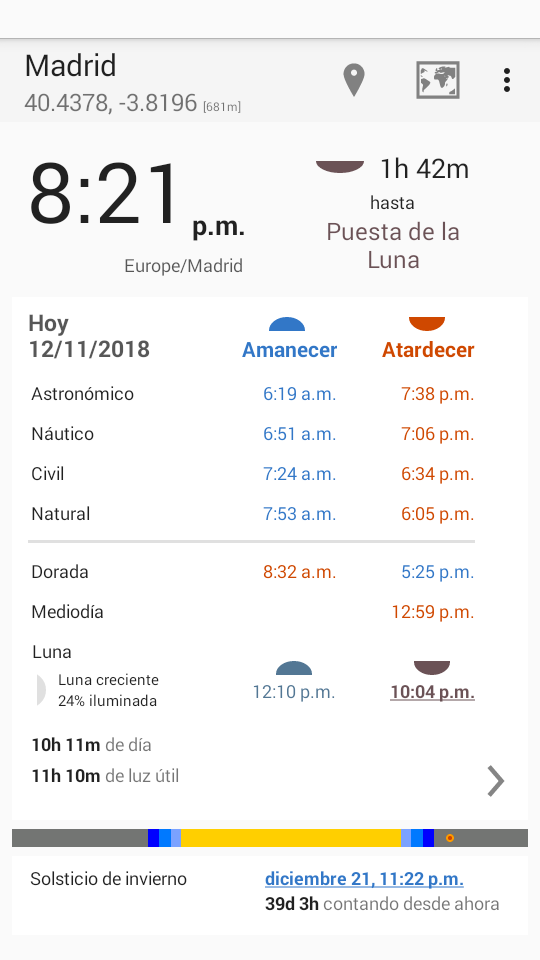 Madrid
40.4378, -3.8196 [681m]
8:21 p.m.
Europe/Madrid
1h 42m
hasta
Puesta de la
Luna
Hoy
12/11/2018
Amanecer Atardecer
Astronómico 6:19 a.m. 7:38 p.m.
Náutico 6:51 a.m. 7:06 p.m.
Civil 7:24 a.m. 6:34 p.m.
Natural 7:53 a.m. 6:05 p.m.
Dorada 8:32 a.m. 5:25 p.m.
Mediodía 12:59 p.m.
Luna
Luna creciente
24% iluminada
12:10 p.m. 10:04 p.m.
10h 11m de día
11h 10m de luz útil
Solsticio de invierno diciembre 21, 11:22 p.m.
39d 3h contando desde ahora